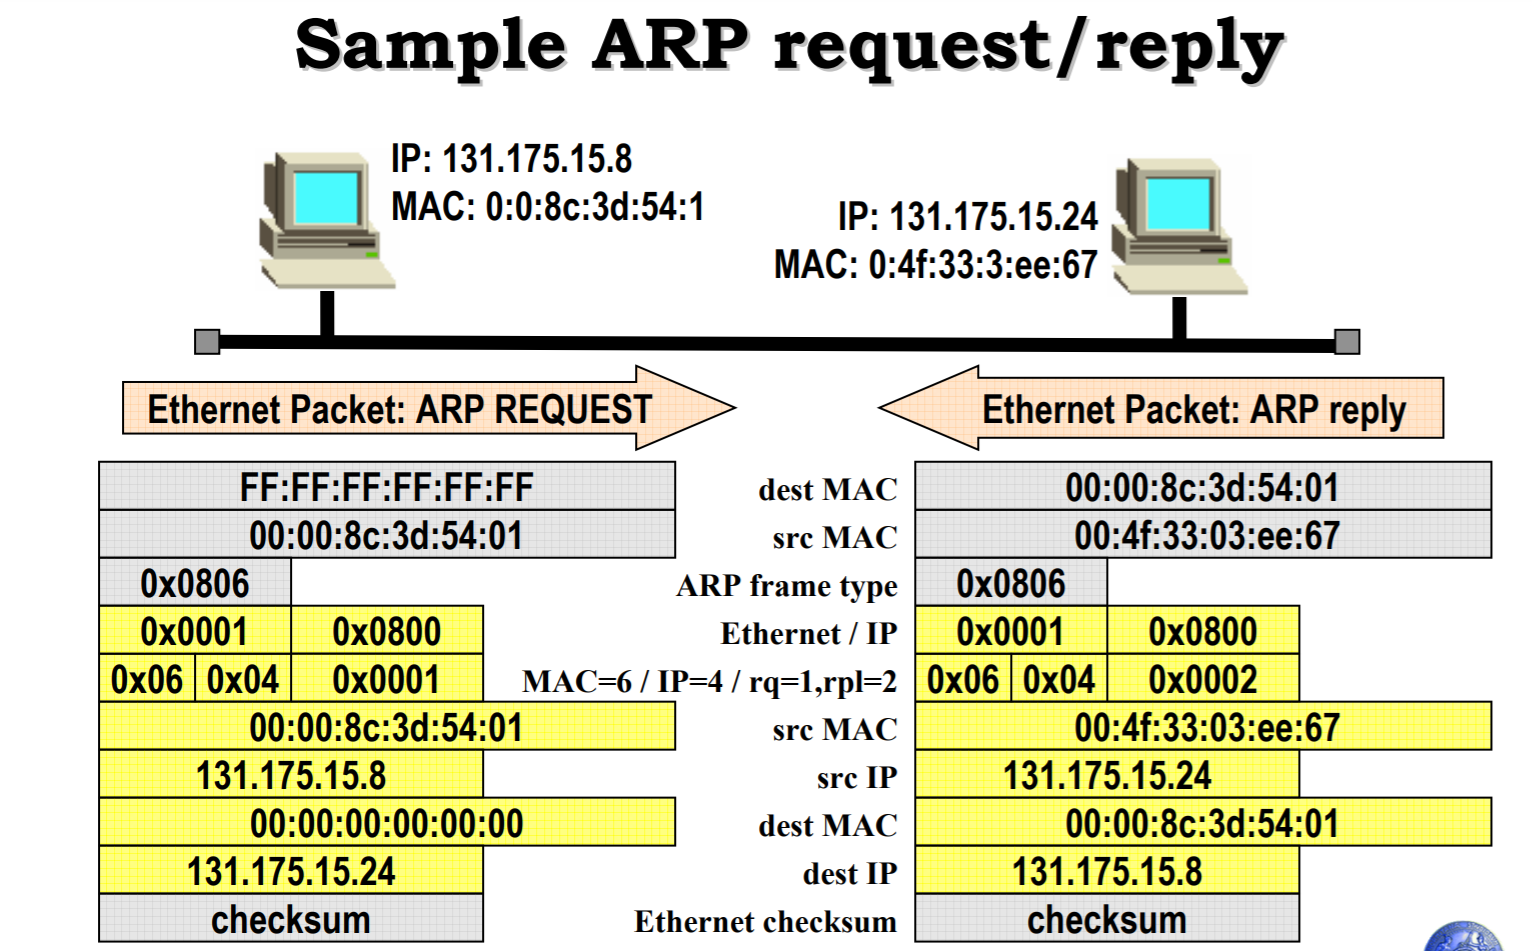 Sample ARP request/reply
IP: 131.175.15.8
MAC: 0:0:8c:3d:54:1
IP: 131.175.15.24
MAC: 0:4f:33:3:ee:67
Ethernet Packet: ARP REQUEST
Ethernet Packet: ARP reply
FF:FF:FF:FF:FF:FF dest MAC 00:00:8c:3d:54:01
00:00:8c:3d:54:01 src MAC 00:4f:33:03:ee:67
0x0806 ARP frame type 0x0806
0x0001 0x0800 Ethernet / IP 0x0001 0x0800
0x06 0x04 0x0001 MAC=6 / IP=4 / rq=1,rpl=2 0x06 0x04 0x0002
00:00:8c:3d:54:01 src MAC 00:4f:33:03:ee:67
131.175.15.8 src IP 131.175.15.24
00:00:00:00:00:00 dest MAC 00:00:8c:3d:54:01
131.175.15.24 dest IP 131.175.15.8
checksum Ethernet checksum checksum